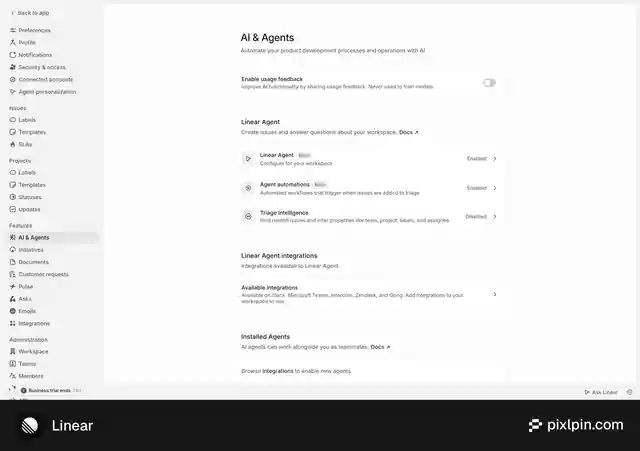 Back to app
Preferences
Profile
Notifications
Security & access
Connected accounts
Agent personalization
Issues
Labels
Templates
SLAs
Projects
Labels
Templates
Statuses
Updates
Features
AI & Agents
Initiatives
Documents
Customer requests
Pulse
Asks
Emojis
Integrations
Administration
Workspace
Teams
Members
Business trial ends
AI & Agents
Automate your product development processes and operations with AI
Enable usage feedback
Improve AI functionality by sharing usage feedback. Never used to train models.
Linear Agent
Create issues and answer questions about your workspace. Docs ↗
Linear Agent
Configure for your workspace
Enabled
Agent automations
Automated workflows that trigger when issues are added to triage
Enabled
Triage Intelligence
Find related issues and infer properties like team, project, labels, and assignee
Disabled
Linear Agent integrations
Integrations available to Linear Agent.
Available integrations
Available on Slack, Microsoft Teams, Intercom, Zendesk, and Gong. Add integrations to your
workspace to use.
Installed Agents
AI agents can work alongside you as teammates. Docs ↗
Browse integrations to enable new agents
Ask Linear
Linear
pixlpin.com